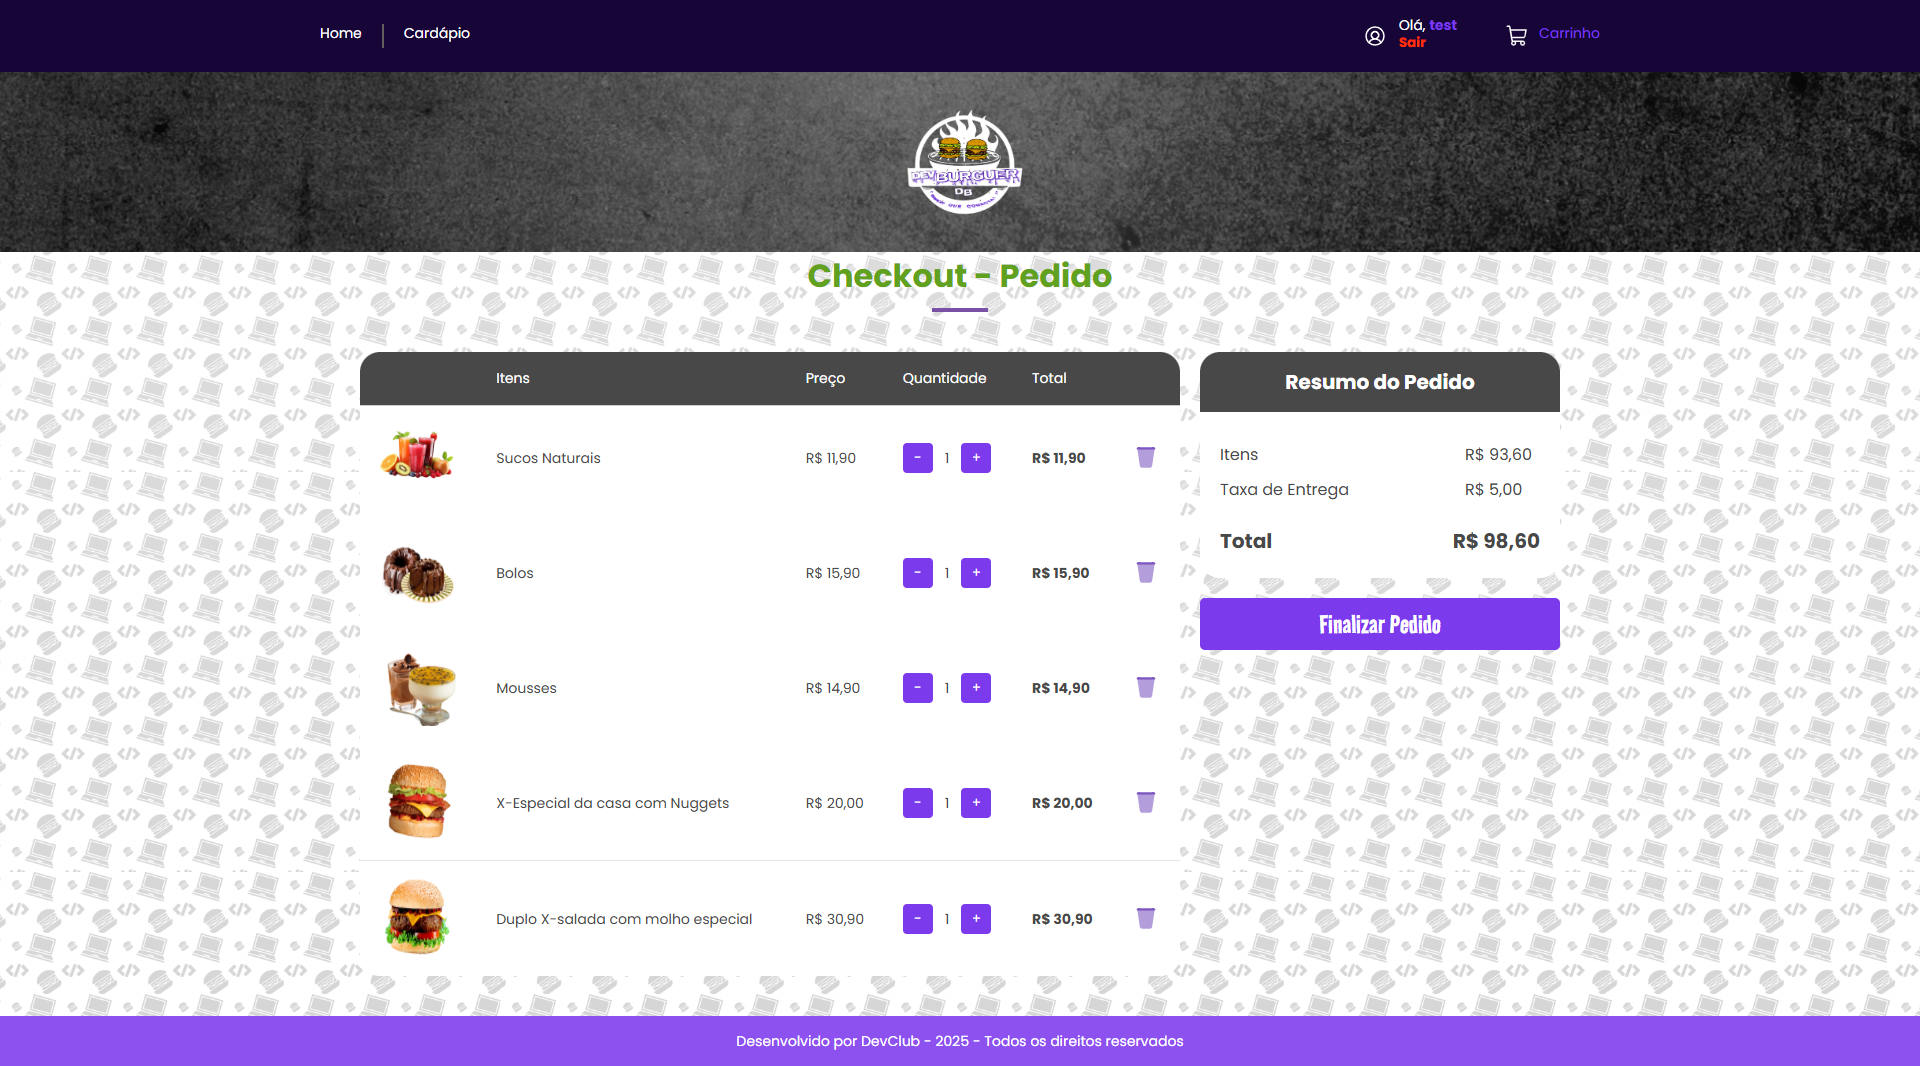 Home
Cardápio
Olá, test
Sair
Carrinho
DEV BURGUER
DB
Checkout - Pedido
Itens Preço Quantidade Total
Sucos Naturais R$ 11,90 - 1 + R$ 11,90
Bolos R$ 15,90 - 1 + R$ 15,90
Mousses R$ 14,90 - 1 + R$ 14,90
X-Especial da casa com Nuggets R$ 20,00 - 1 + R$ 20,00
Duplo X-salada com molho especial R$ 30,90 - 1 + R$ 30,90
Resumo do Pedido
Itens R$ 93,60
Taxa de Entrega R$ 5,00
Total R$ 98,60
Finalizar Pedido
Desenvolvido por DevClub - 2025 - Todos os direitos reservados